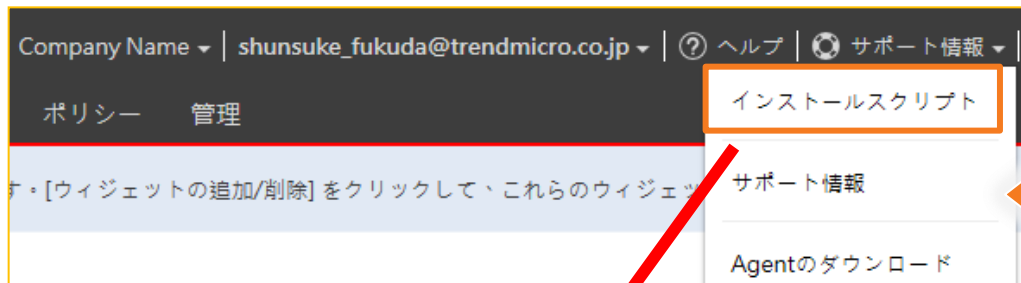 Company Name ▾ | shunsuke_fukuda@trendmicro.co.jp ▾ | ? ヘルプ | サポート情報 ▾ |
ポリシー 管理
インストールスクリプト
す。[ウィジェットの追加/削除] をクリックして、これらのウィジェッ
サポート情報
Agentのダウンロード